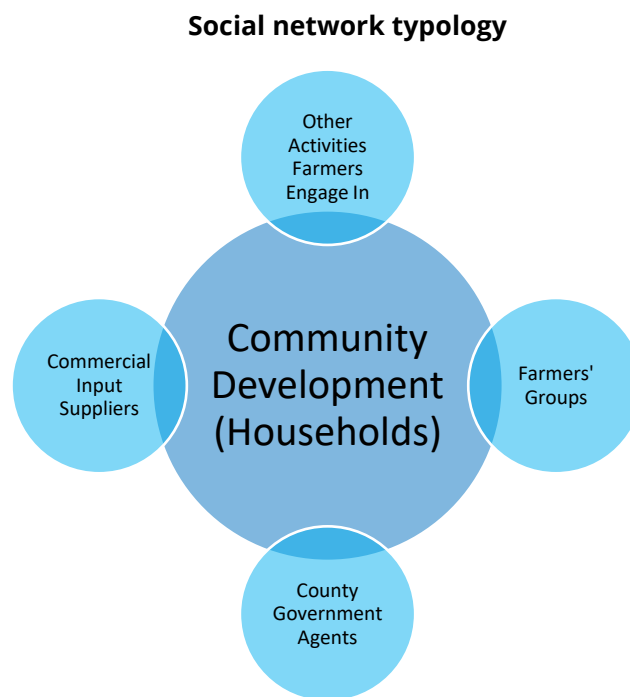 Social network typology
Other
Activities
Farmers
Engage In
Community
Development
(Households)
Commercial
Input
Suppliers
Farmers'
Groups
County
Government
Agents